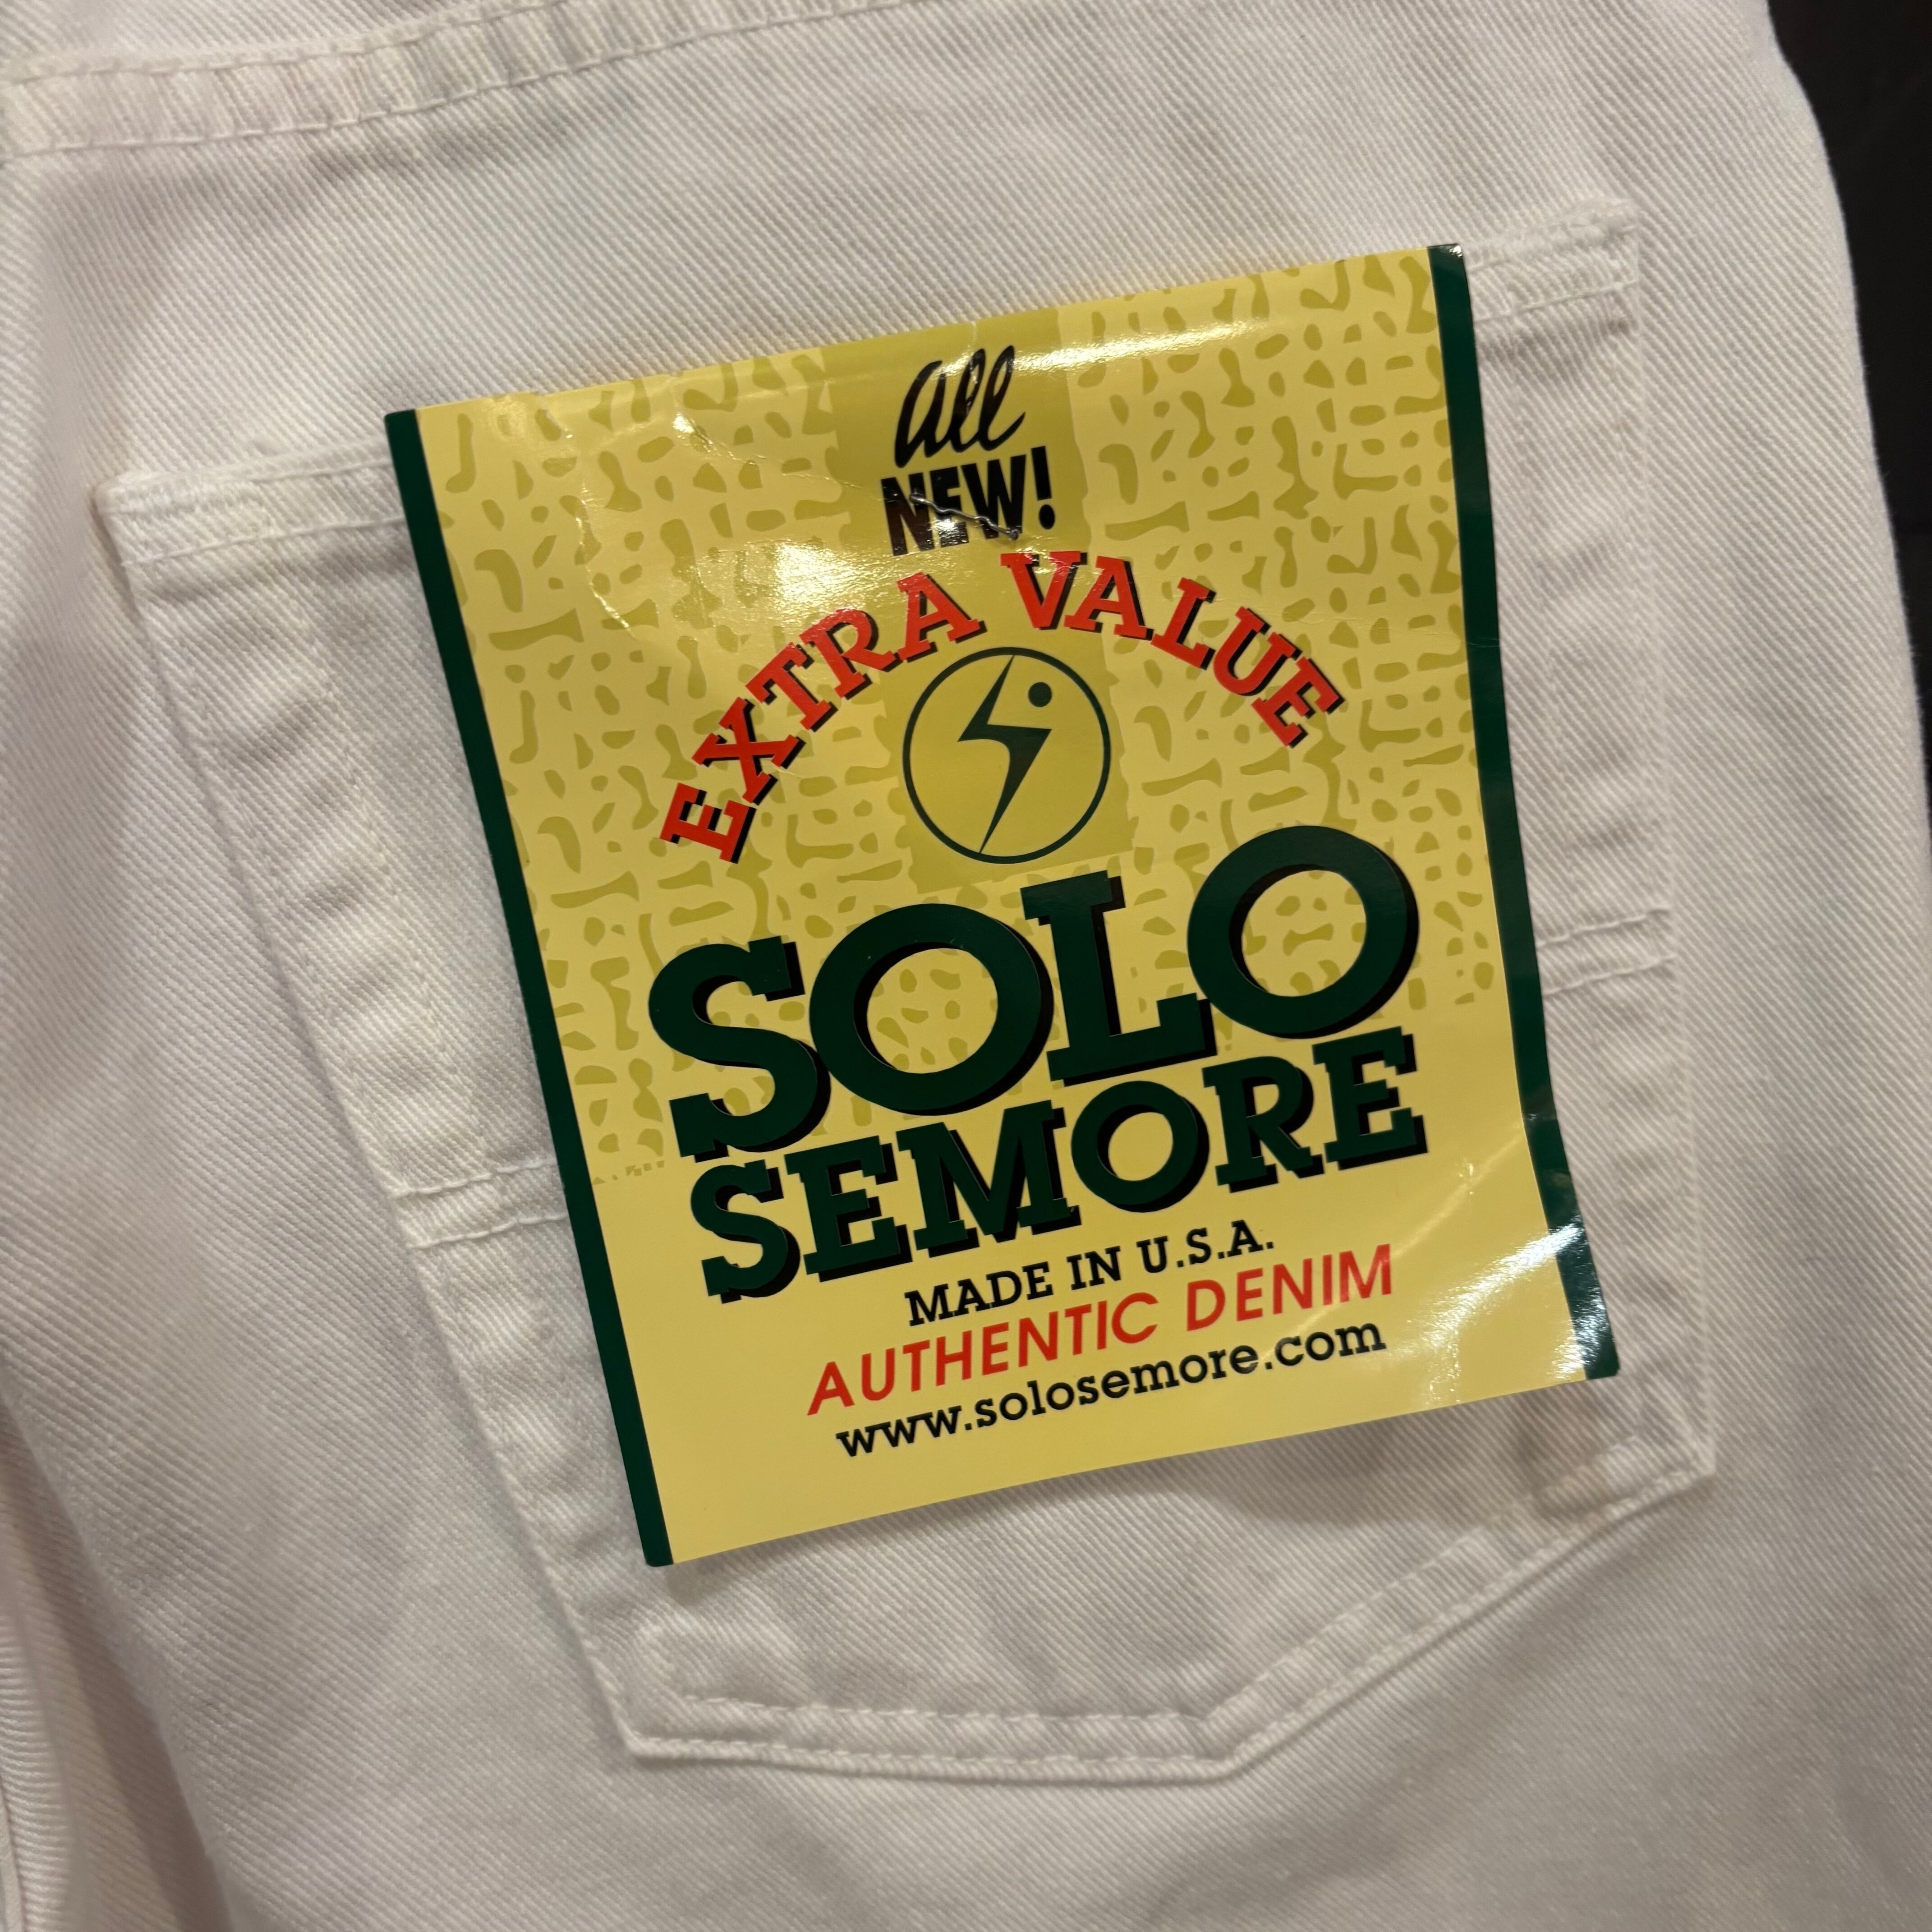 All
NEW!
EXTRA VALUE
SOLO
SEMORE
MADE IN U.S.A.
AUTHENTIC DENIM
www.solosemore.com